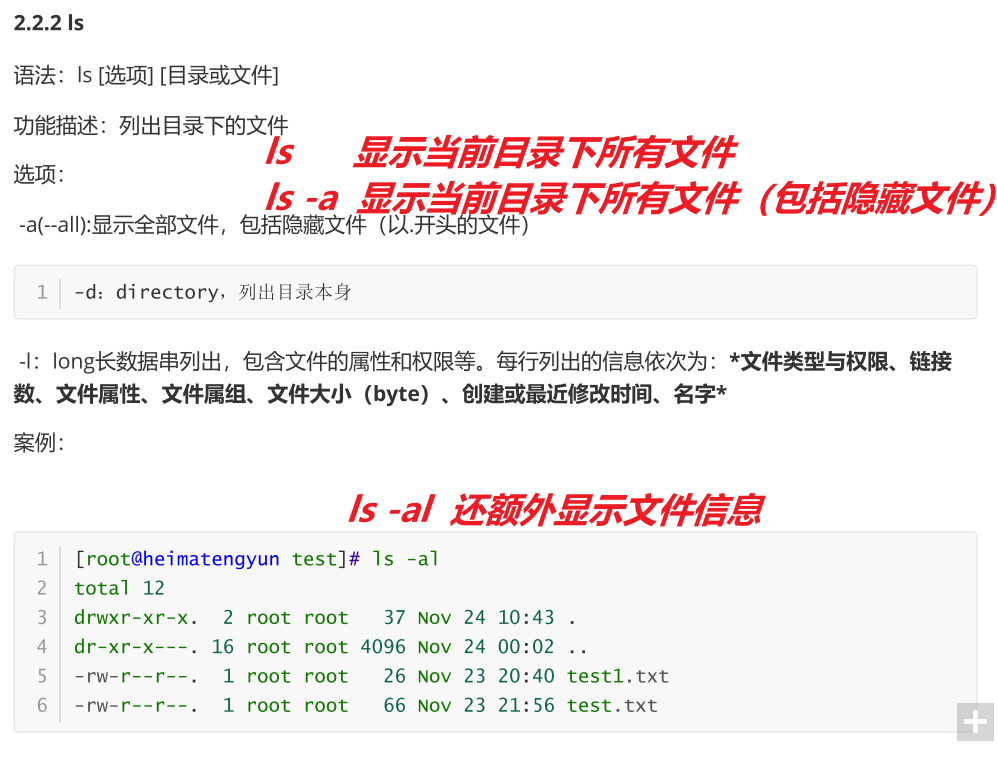 2.2.2 ls
语法：ls [选项] [目录或文件]
功能描述：列出目录下的文件
ls 显示当前目录下所有文件
选项：
ls -a 显示当前目录下所有文件（包括隐藏文件）
-a(--all):显示全部文件，包括隐藏文件（以.开头的文件）
1 -d：directory，列出目录本身
-l：long长数据串列出，包含文件的属性和权限等。每行列出的信息依次为：*文件类型与权限、链接
数、文件属性、文件属组、文件大小（byte）、创建或最近修改时间、名字*
案例：
ls -al 还额外显示文件信息
1 [root@heimatengyun test]# ls -al
2 total 12
3 drwxr-xr-x.  2 root root   37 Nov 24 10:43 .
4 dr-xr-x---. 16 root root 4096 Nov 24 00:02 ..
5 -rw-r--r--.  1 root root   26 Nov 23 20:40 test1.txt
6 -rw-r--r--.  1 root root   66 Nov 23 21:56 test.txt